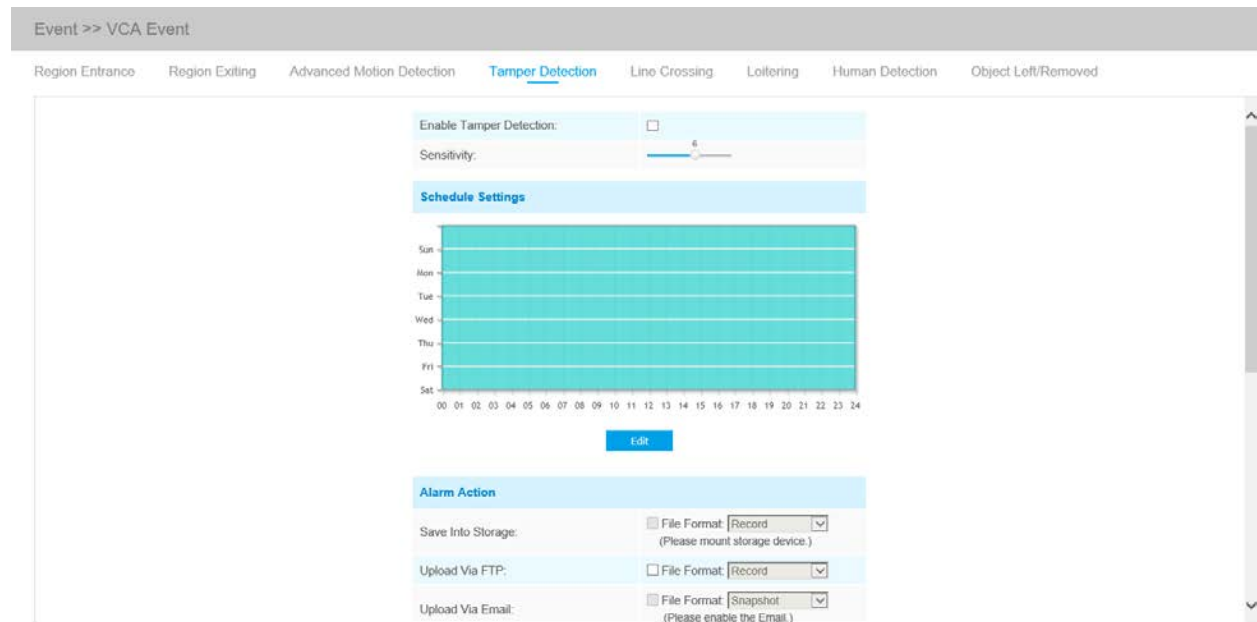 Event >> VCA Event
Region Entrance Region Exiting Advanced Motion Detection Tamper Detection Line Crossing Loitering Human Detection Object Left/Removed
Enable Tamper Detection:
6
Sensitivity:
Schedule Settings
Sun
Mon
Tue
Wed
Thu
Fri
Sat
00 01 02 03 04 05 06 07 08 09 10 11 12 13 14 15 16 17 18 19 20 21 22 23 24
Edit
Alarm Action
Save Into Storage: File Format: Record
(Please mount storage device.)
Upload Via FTP: File Format: Record
Upload Via Email: File Format: Snapshot
(Please enable the Email.)